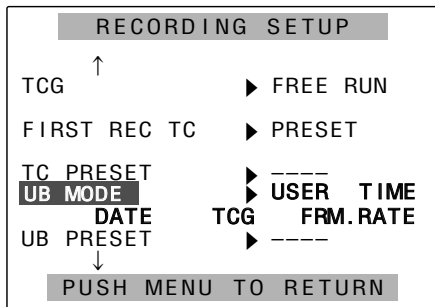 RECORDING SETUP
↑
TCG ▶ FREE RUN
FIRST REC TC ▶ PRESET
TC PRESET ▶ ----
UB MODE ▶ USER TIME
DATE TCG FRM.RATE
UB PRESET ▶ ----
↓
PUSH MENU TO RETURN